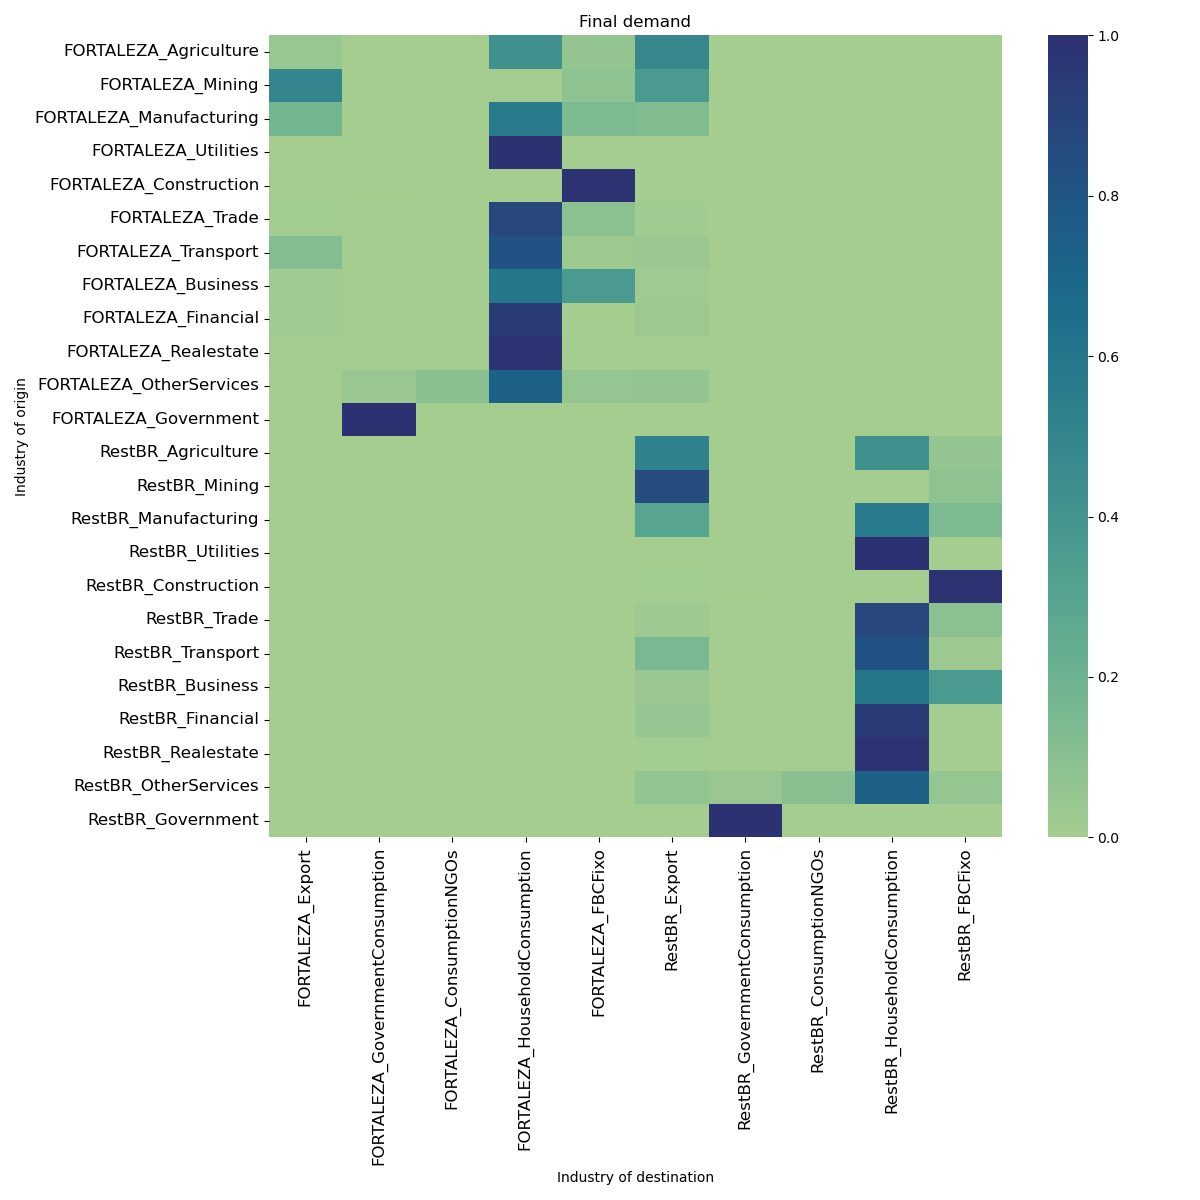 Final demand
FORTALEZA_Agriculture
FORTALEZA_Mining
FORTALEZA_Manufacturing
FORTALEZA_Utilities
FORTALEZA_Construction
FORTALEZA_Trade
FORTALEZA_Transport
FORTALEZA_Business
FORTALEZA_Financial
FORTALEZA_Realestate
FORTALEZA_OtherServices
FORTALEZA_Government
RestBR_Agriculture
RestBR_Mining
RestBR_Manufacturing
RestBR_Utilities
RestBR_Construction
RestBR_Trade
RestBR_Transport
RestBR_Business
RestBR_Financial
RestBR_Realestate
RestBR_OtherServices
RestBR_Government
Industry of origin
FORTALEZA_Export
FORTALEZA_GovernmentConsumption
FORTALEZA_ConsumptionNGOs
FORTALEZA_HouseholdConsumption
FORTALEZA_FBCFixo
RestBR_Export
RestBR_GovernmentConsumption
RestBR_ConsumptionNGOs
RestBR_HouseholdConsumption
RestBR_FBCFixo
Industry of destination
1.0
0.8
0.6
0.4
0.2
0.0